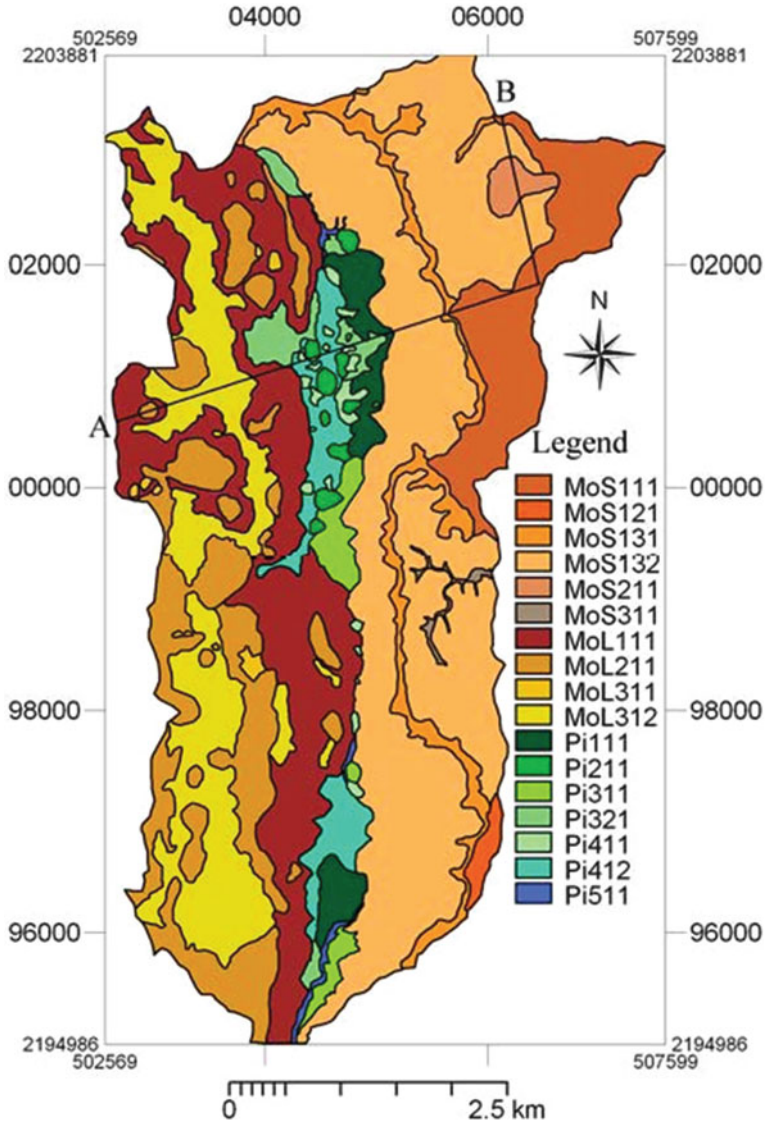 04000 06000
502569 507599
2203881 2203881
B
02000 02000
N
A
Legend
00000 00000
MoS111
MoS121
MoS131
MoS132
MoS211
MoS311
MoL111
MoL211
MoL311
98000 98000
MoL312
Pi111
Pi211
Pi311
Pi321
Pi411
Pi412
Pi511
96000 96000
2194986 2194986
502569 507599
0 2.5 km